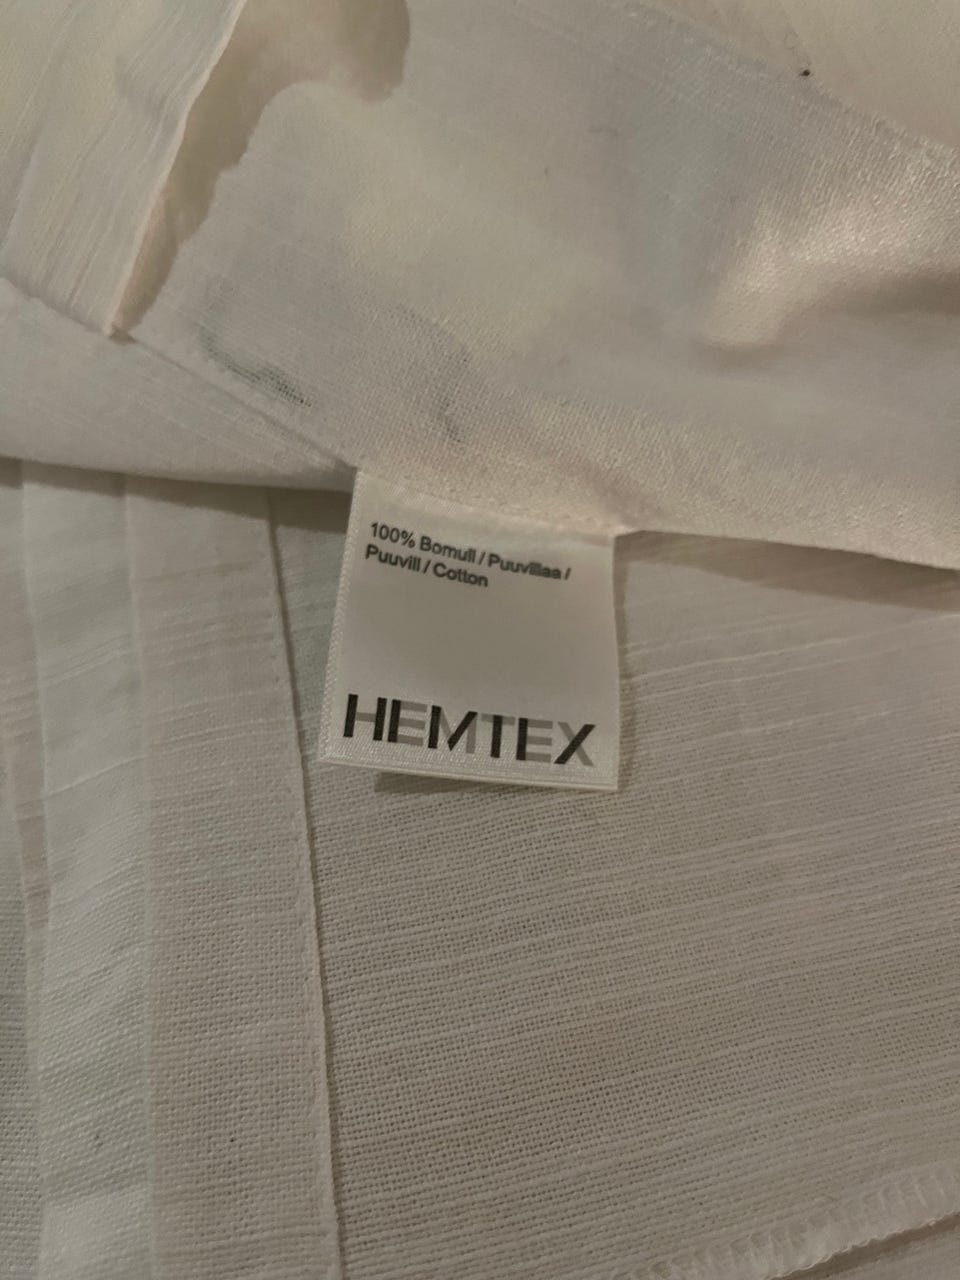 100% Bomull / Puuvillaa /
Puuvill / Cotton
HEMTEX